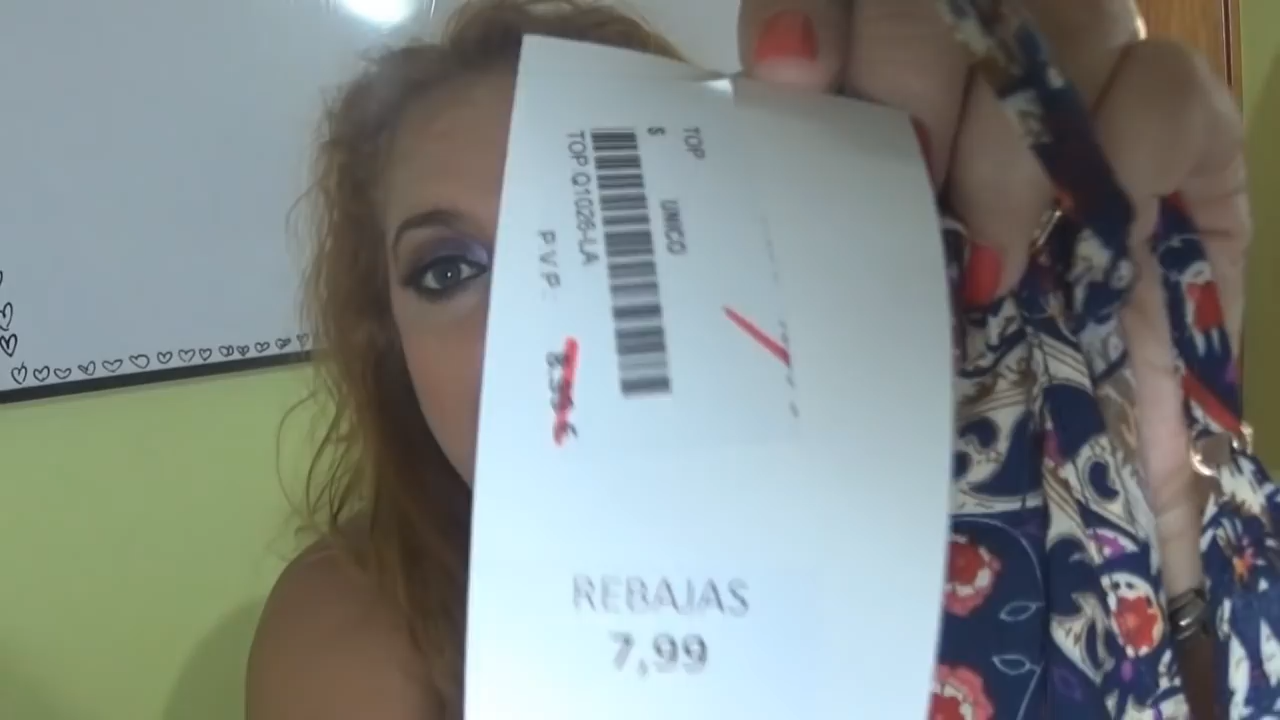 TOP
S UNICO
TOP Q1026-LA
P.V.P.
REBAJAS
7,99